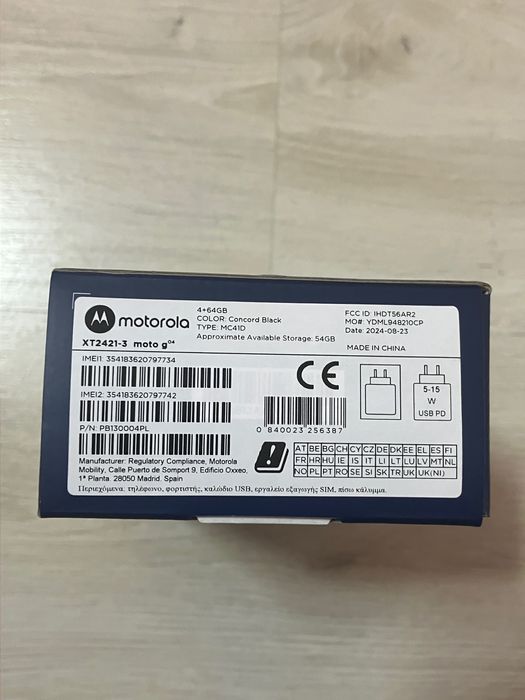 motorola
4+64GB
COLOR: Concord Black
TYPE: MC41D
Approximate Available Storage: 54GB
FCC ID: IHDT56AR2
MO#: YDML948210CP
Date: 2024-08-23
MADE IN CHINA
XT2421-3 moto g04
IMEI1: 354183620797734
IMEI2: 354183620797742
P/N: PB130004PL
CE
0 840023 256387
5-15
W
USB PD
Manufacturer: Regulatory Compliance, Motorola
Mobility, Calle Puerto de Somport 9, Edificio Oxxeo,
1ª Planta. 28050 Madrid. Spain
AT BE BG CH CY CZ DE DK EE EL ES FI
FR HR HU IE IS IT LI LT LU LV MT NL
NO PL PT RO SE SI SK TR UK UK(NI)
Περιεχόμενα: τηλέφωνο, φορτιστής, καλώδιο USB, εργαλείο εξαγωγής SIM, πίσω κάλυμμα.